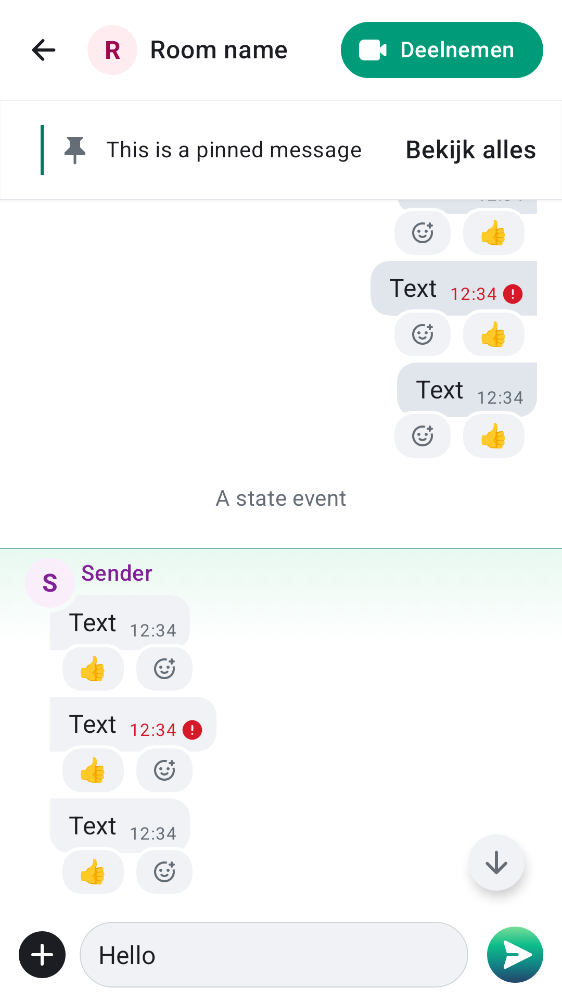 R Room name Deelnemen
This is a pinned message Bekijk alles
Text 12:34
Text 12:34
A state event
S Sender
Text 12:34
Text 12:34
Text 12:34
Hello